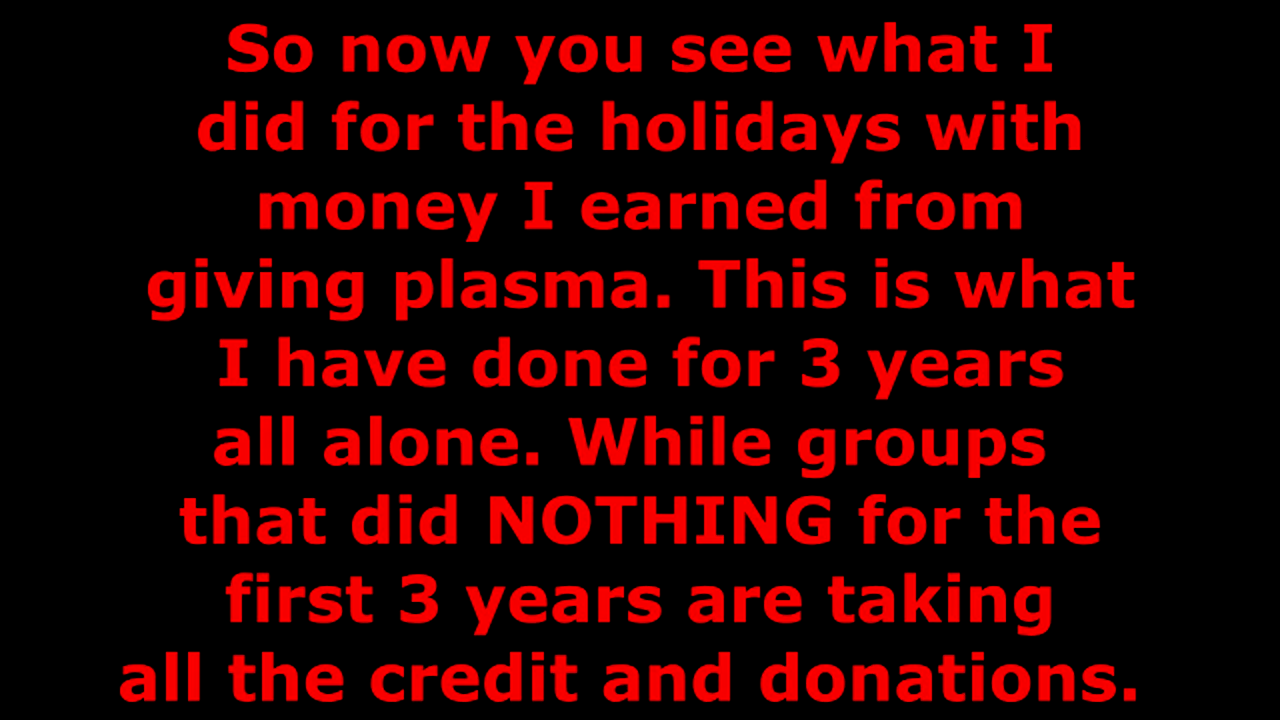 So now you see what I
did for the holidays with
money I earned from
giving plasma. This is what
I have done for 3 years
all alone. While groups
that did NOTHING for the
first 3 years are taking
all the credit and donations.